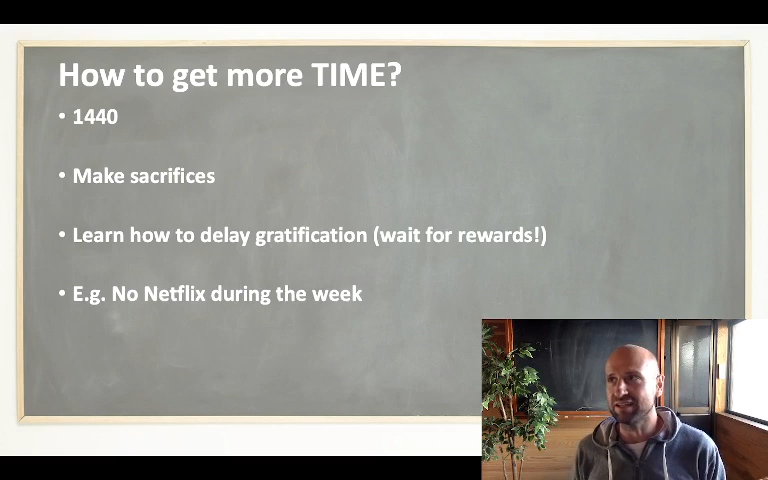 How to get more TIME?
• 1440
• Make sacrifices
• Learn how to delay gratification (wait for rewards!)
• E.g. No Netflix during the week